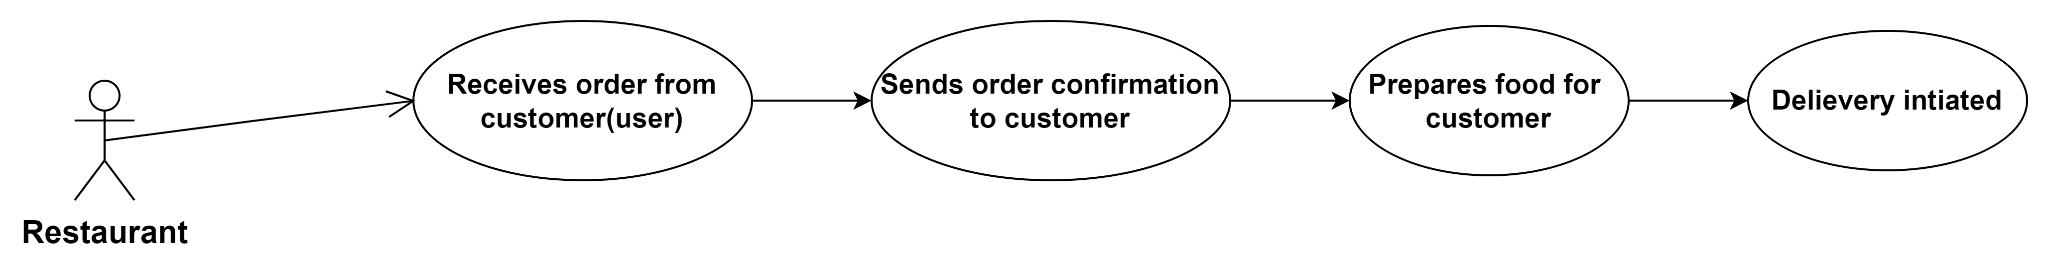 Receives order from
customer(user)
Sends order confirmation
to customer
Prepares food for
customer
Delievery intiated
Restaurant